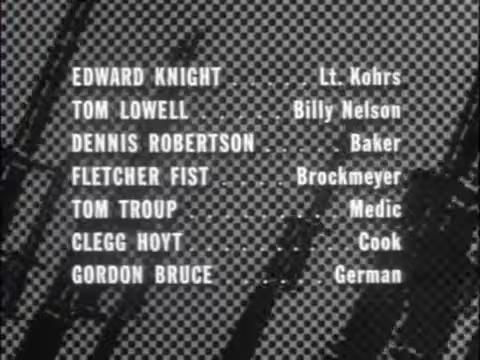 EDWARD KNIGHT . . . . . Lt. Kohrs
TOM LOWELL . . . . . Billy Nelson
DENNIS ROBERTSON . . . . . Baker
FLETCHER FIST . . . . Brockmeyer
TOM TROUP . . . . . . . . . Medic
CLEGG HOYT . . . . . . . . . Cook
GORDON BRUCE . . . . . . German